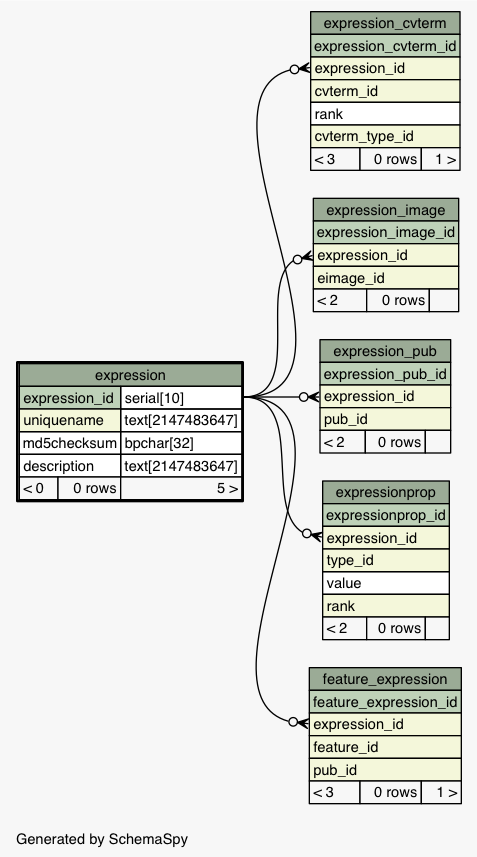 expression_cvterm
expression_cvterm_id
expression_id
cvterm_id
rank
cvterm_type_id
< 3 0 rows 1 >
expression_image
expression_image_id
expression_id
eimage_id
< 2 0 rows
expression_pub
expression_pub_id
expression_id
pub_id
< 2 0 rows
expression
expression_id serial[10]
uniquename text[2147483647]
md5checksum bpchar[32]
description text[2147483647]
< 0 0 rows 5 >
expressionprop
expressionprop_id
expression_id
type_id
value
rank
< 2 0 rows
feature_expression
feature_expression_id
expression_id
feature_id
pub_id
< 3 0 rows 1 >
Generated by SchemaSpy